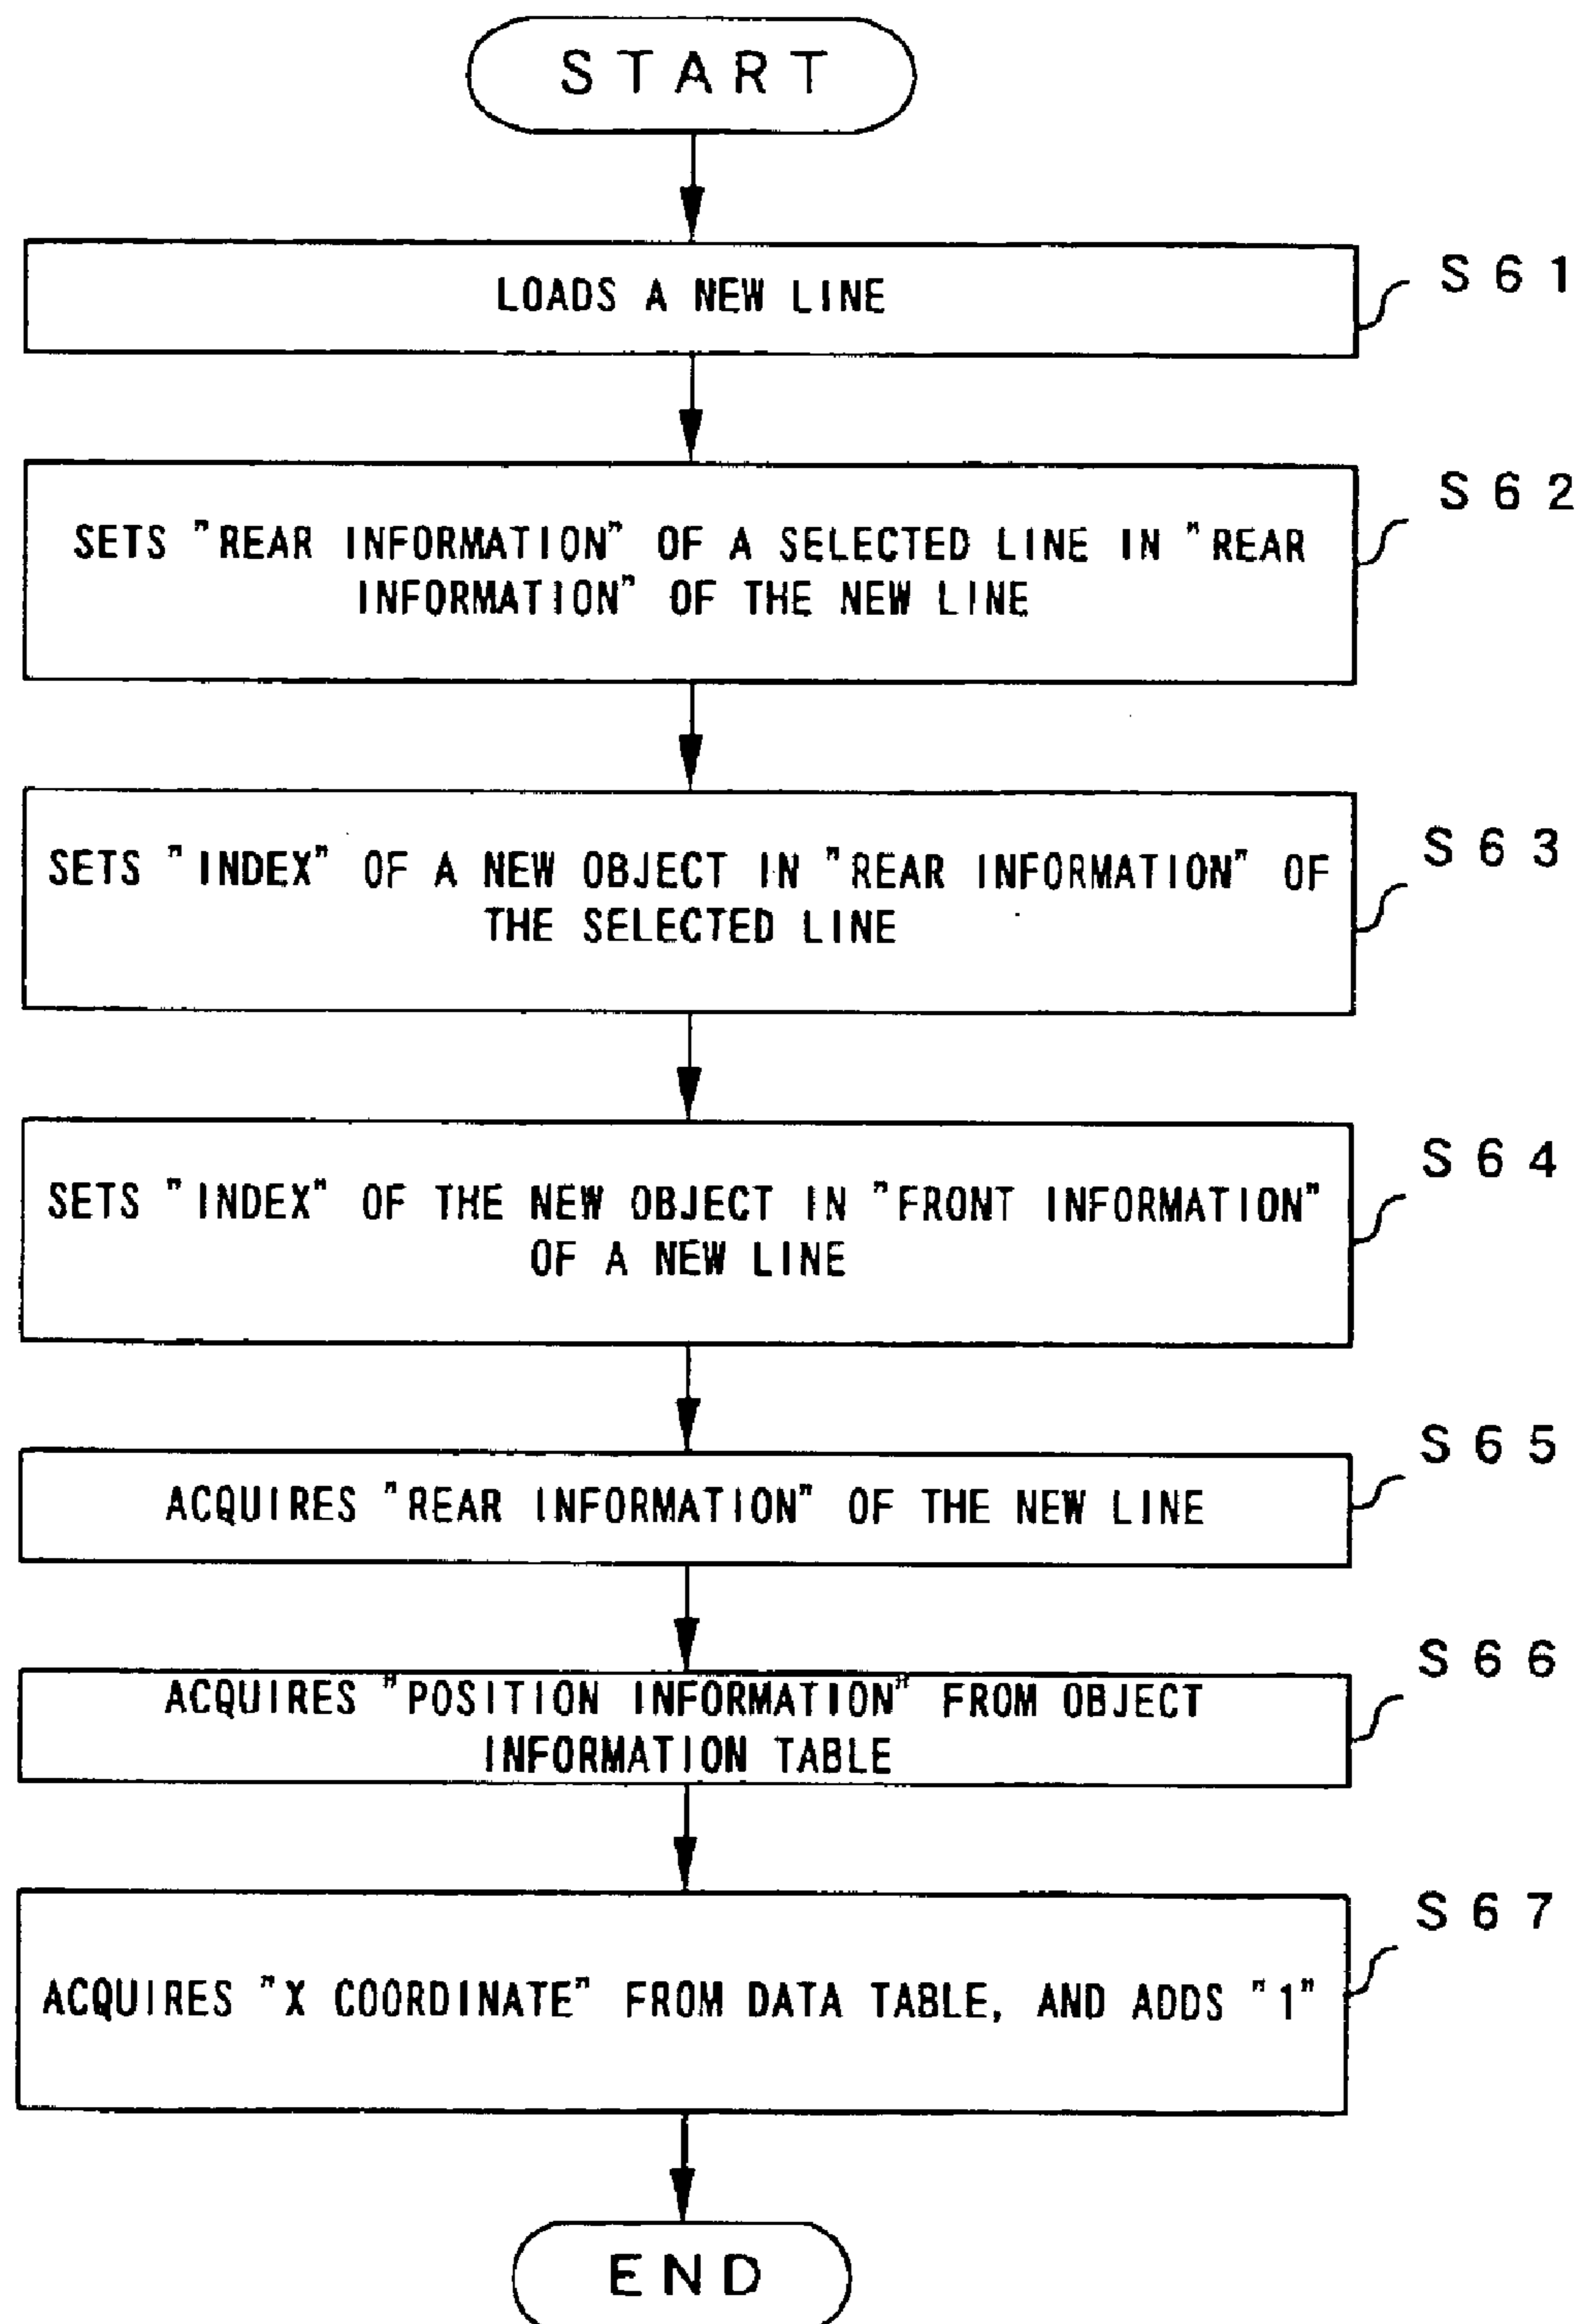 START
LOADS A NEW LINE
S61
SETS "REAR INFORMATION" OF A SELECTED LINE IN "REAR
INFORMATION" OF THE NEW LINE
S62
SETS "INDEX" OF A NEW OBJECT IN "REAR INFORMATION" OF
THE SELECTED LINE
S63
SETS "INDEX" OF THE NEW OBJECT IN "FRONT INFORMATION"
OF A NEW LINE
S64
ACQUIRES "REAR INFORMATION" OF THE NEW LINE
S65
ACQUIRES "POSITION INFORMATION" FROM OBJECT
INFORMATION TABLE
S66
ACQUIRES "X COORDINATE" FROM DATA TABLE, AND ADDS "1"
S67
END